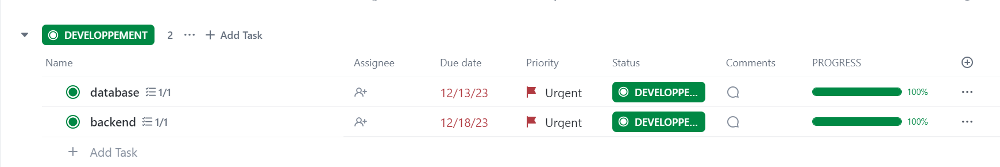 DEVELOPPEMENT 2 ... + Add Task
Name Assignee Due date Priority Status Comments PROGRESS
database 1/1 12/13/23 Urgent DEVELOPPE... 100% ...
backend 1/1 12/18/23 Urgent DEVELOPPE... 100% ...
+ Add Task